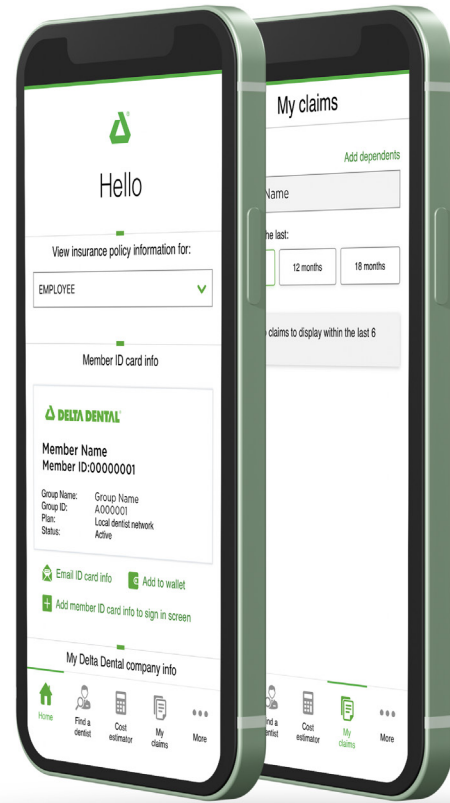 Hello
View insurance policy information for:
EMPLOYEE
Member ID card info
DELTA DENTAL
Member Name
Member ID:00000001
Group Name: Group Name
Group ID: A000001
Plan: Local dentist network
Status: Active
Email ID card info
Add to wallet
Add member ID card info to sign in screen
My Delta Dental company info
Home
Find a dentist
Cost estimator
My claims
More
My claims
Add dependents
Name
he last:
12 months
18 months
claims to display within the last 6
nd a
entist
Cost estimator
My claims
More